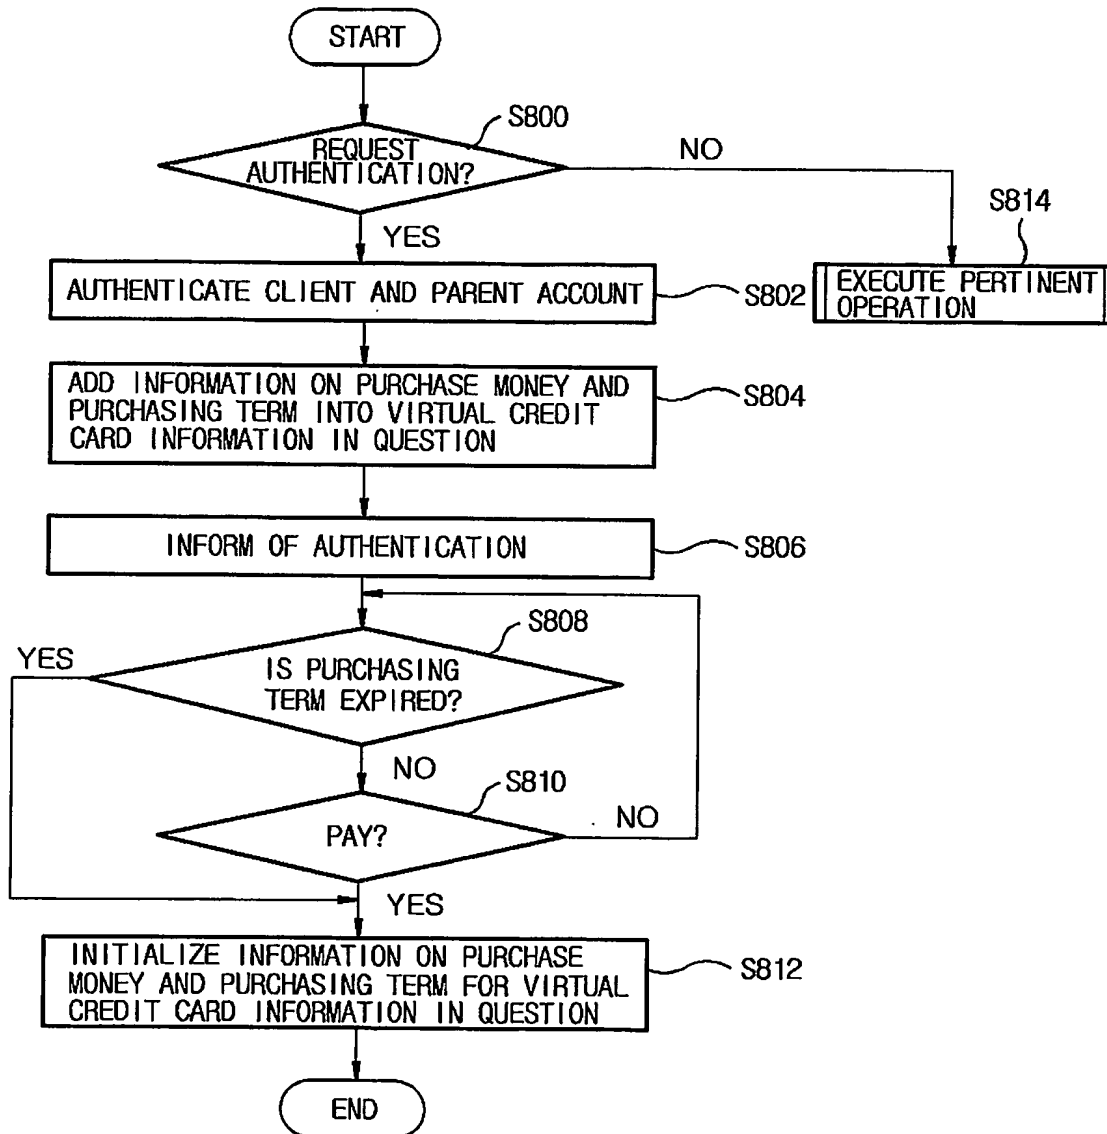 START
S800
REQUEST
AUTHENTICATION?
NO
S814
YES
AUTHENTICATE CLIENT AND PARENT ACCOUNT
S802
EXECUTE PERTINENT
OPERATION
ADD INFORMATION ON PURCHASE MONEY AND
PURCHASING TERM INTO VIRTUAL CREDIT
CARD INFORMATION IN QUESTION
S804
INFORM OF AUTHENTICATION
S806
S808
YES
IS PURCHASING
TERM EXPIRED?
NO
S810
PAY?
NO
YES
INITIALIZE INFORMATION ON PURCHASE
MONEY AND PURCHASING TERM FOR VIRTUAL
CREDIT CARD INFORMATION IN QUESTION
S812
END